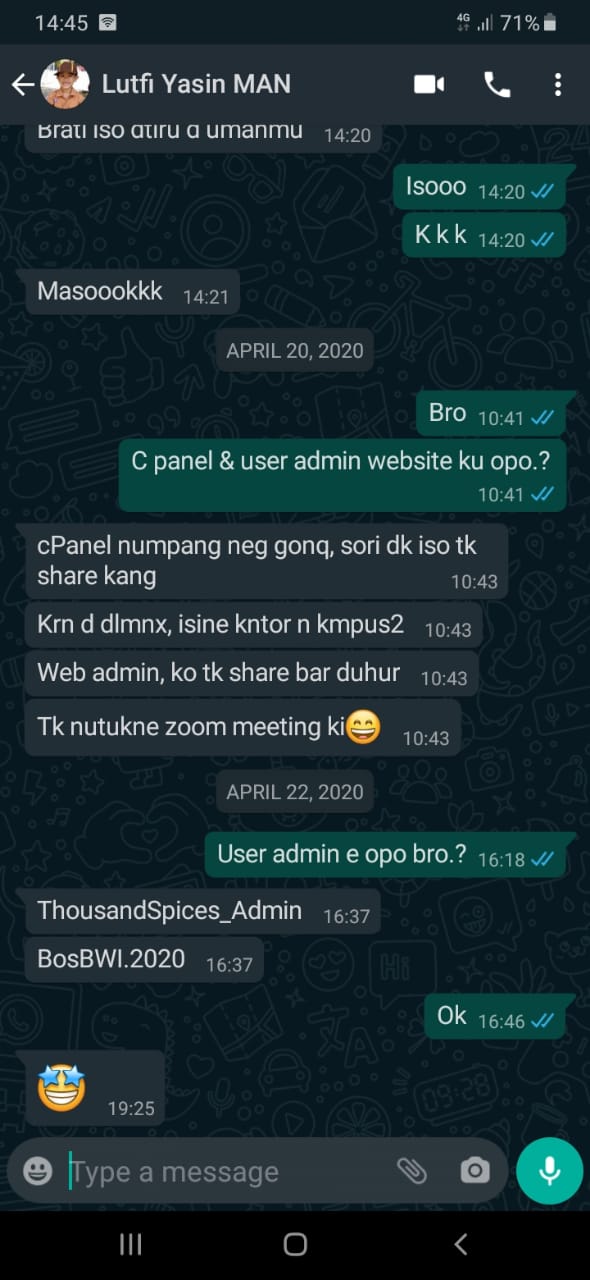 14:45
4G
71%
Lutfi Yasin MAN
Brati iso dtiru d umahmu 14:20
Isooo 14:20
K k k 14:20
Masoookkk 14:21
APRIL 20, 2020
Bro 10:41
C panel & user admin website ku opo.?
10:41
cPanel numpang neg gonq, sori dk iso tk
share kang 10:43
Krn d dlmnx, isine kntor n kmpus2 10:43
Web admin, ko tk share bar duhur 10:43
Tk nutukne zoom meeting ki😄 10:43
APRIL 22, 2020
User admin e opo bro.? 16:18
ThousandSpices_Admin 16:37
BosBWI.2020 16:37
Ok 16:46
🤩
19:25
Type a message